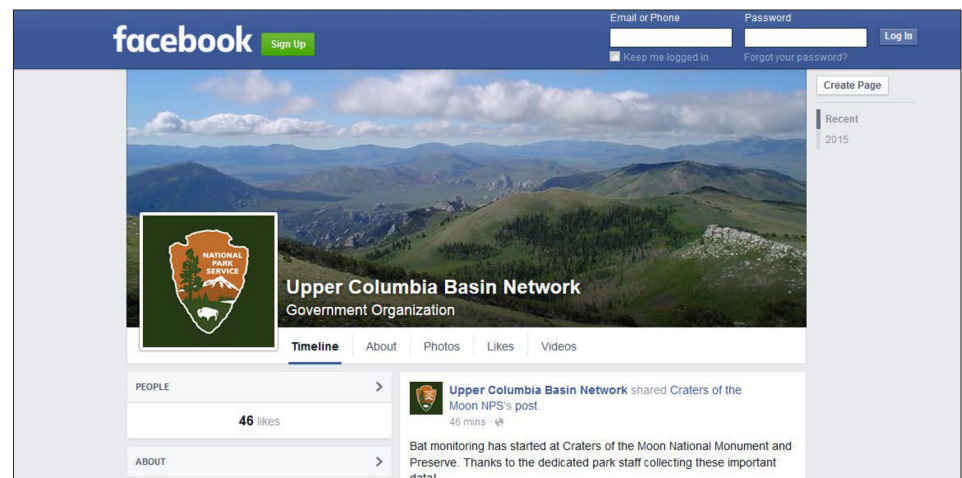 Email or Phone
Password
facebook
Sign Up
Log In
Keep me logged in
Forgot your password?
Create Page
Recent
2015
NATIONAL
PARK
SERVICE
Upper Columbia Basin Network
Government Organization
Timeline
About
Photos
Likes
Videos
PEOPLE
46 likes
ABOUT
Upper Columbia Basin Network shared Craters of the
Moon NPS's post.
46 mins ·
Bat monitoring has started at Craters of the Moon National Monument and
Preserve. Thanks to the dedicated park staff collecting these important
data!